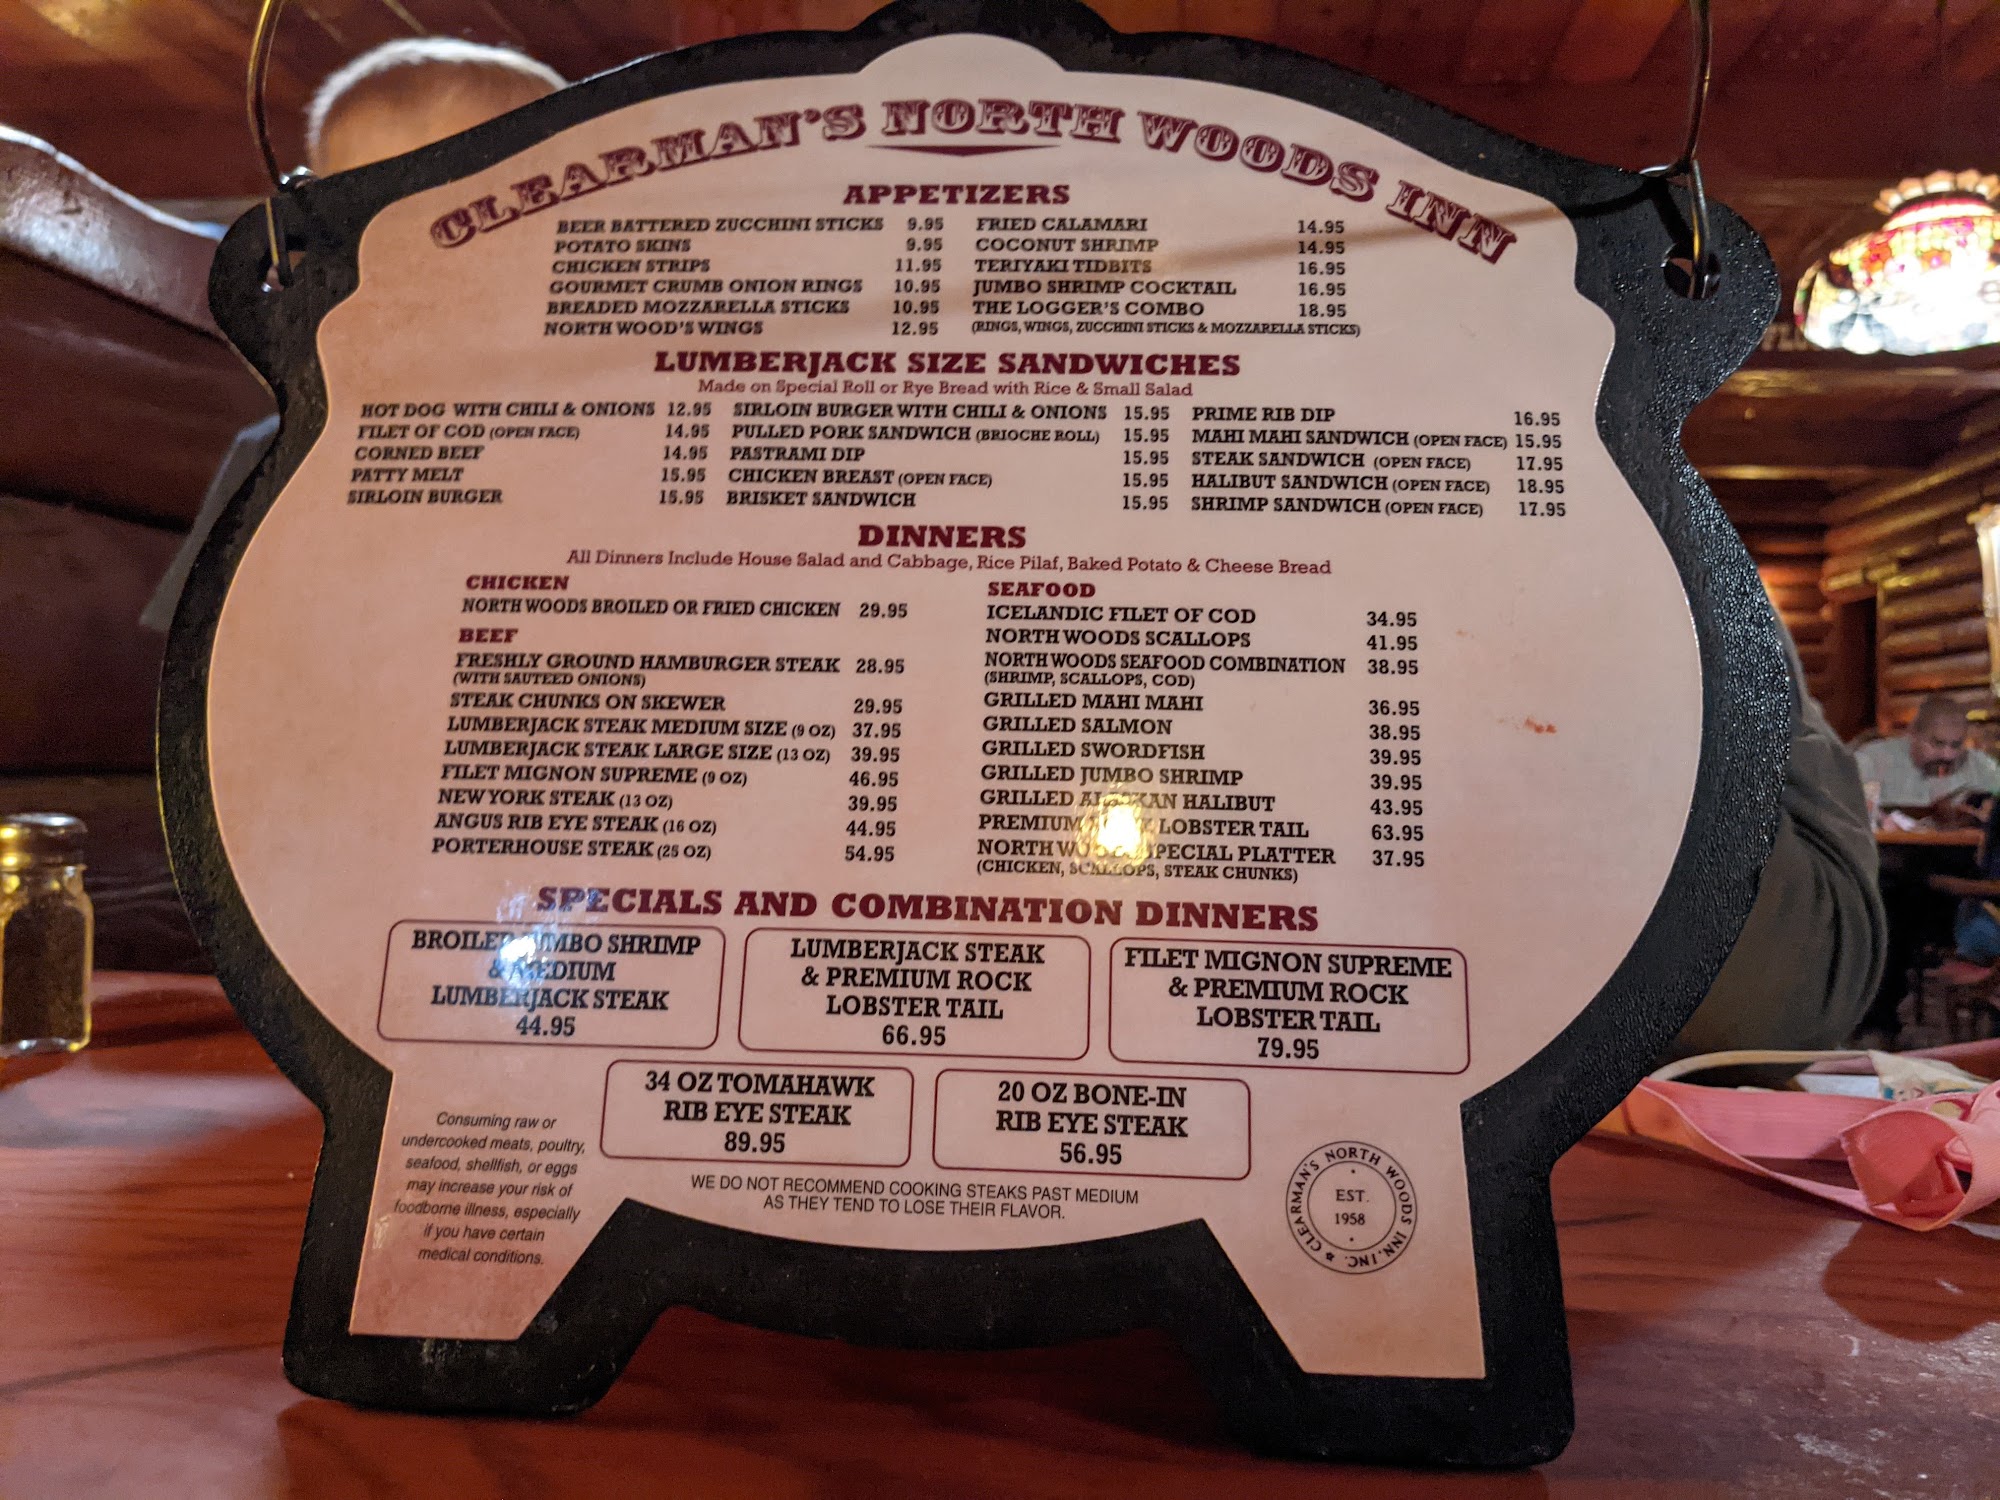 CLEARMAN'S NORTH WOODS INN
APPETIZERS
BEER BATTERED ZUCCHINI STICKS 9.95
POTATO SKINS 9.95
CHICKEN STRIPS 11.95
GOURMET CRUMB ONION RINGS 10.95
BREADED MOZZARELLA STICKS 10.95
NORTH WOOD'S WINGS 12.95
FRIED CALAMARI 14.95
COCONUT SHRIMP 14.95
TERIYAKI TIDBITS 16.95
JUMBO SHRIMP COCKTAIL 16.95
THE LOGGER'S COMBO 18.95
(RINGS, WINGS, ZUCCHINI STICKS & MOZZARELLA STICKS)
LUMBERJACK SIZE SANDWICHES
Made on Special Roll or Rye Bread with Rice & Small Salad
HOT DOG WITH CHILI & ONIONS 12.95
FILET OF COD (OPEN FACE) 14.95
CORNED BEEF 14.95
PATTY MELT 15.95
SIRLOIN BURGER 15.95
SIRLOIN BURGER WITH CHILI & ONIONS 15.95
PULLED PORK SANDWICH (BRIOCHE ROLL) 15.95
PASTRAMI DIP 15.95
CHICKEN BREAST (OPEN FACE) 15.95
BRISKET SANDWICH 15.95
PRIME RIB DIP 16.95
MAHI MAHI SANDWICH (OPEN FACE) 15.95
STEAK SANDWICH (OPEN FACE) 17.95
HALIBUT SANDWICH (OPEN FACE) 18.95
SHRIMP SANDWICH (OPEN FACE) 17.95
DINNERS
All Dinners Include House Salad and Cabbage, Rice Pilaf, Baked Potato & Cheese Bread
CHICKEN
NORTH WOODS BROILED OR FRIED CHICKEN 29.95
BEEF
FRESHLY GROUND HAMBURGER STEAK 28.95
(WITH SAUTEED ONIONS)
STEAK CHUNKS ON SKEWER 29.95
LUMBERJACK STEAK MEDIUM SIZE (9 OZ) 37.95
LUMBERJACK STEAK LARGE SIZE (13 OZ) 39.95
FILET MIGNON SUPREME (9 OZ) 46.95
NEW YORK STEAK (13 OZ) 39.95
ANGUS RIB EYE STEAK (16 OZ) 44.95
PORTERHOUSE STEAK (25 OZ) 54.95
SEAFOOD
ICELANDIC FILET OF COD 34.95
NORTH WOODS SCALLOPS 41.95
NORTH WOODS SEAFOOD COMBINATION 38.95
(SHRIMP, SCALLOPS, COD)
GRILLED MAHI MAHI 36.95
GRILLED SALMON 38.95
GRILLED SWORDFISH 39.95
GRILLED JUMBO SHRIMP 39.95
GRILLED ALASKAN HALIBUT 43.95
PREMIUM ROCK LOBSTER TAIL 63.95
NORTH WOODS SPECIAL PLATTER 37.95
(CHICKEN, SCALLOPS, STEAK CHUNKS)
SPECIALS AND COMBINATION DINNERS
BROILED JUMBO SHRIMP
& MEDIUM
LUMBERJACK STEAK
44.95
LUMBERJACK STEAK
& PREMIUM ROCK
LOBSTER TAIL
66.95
FILET MIGNON SUPREME
& PREMIUM ROCK
LOBSTER TAIL
79.95
34 OZ TOMAHAWK
RIB EYE STEAK
89.95
20 OZ BONE-IN
RIB EYE STEAK
56.95
Consuming raw or
undercooked meats, poultry,
seafood, shellfish, or eggs
may increase your risk of
foodborne illness, especially
if you have certain
medical conditions.
WE DO NOT RECOMMEND COOKING STEAKS PAST MEDIUM
AS THEY TEND TO LOSE THEIR FLAVOR.
CLEARMAN'S NORTH WOODS INN, INC.
EST.
1958